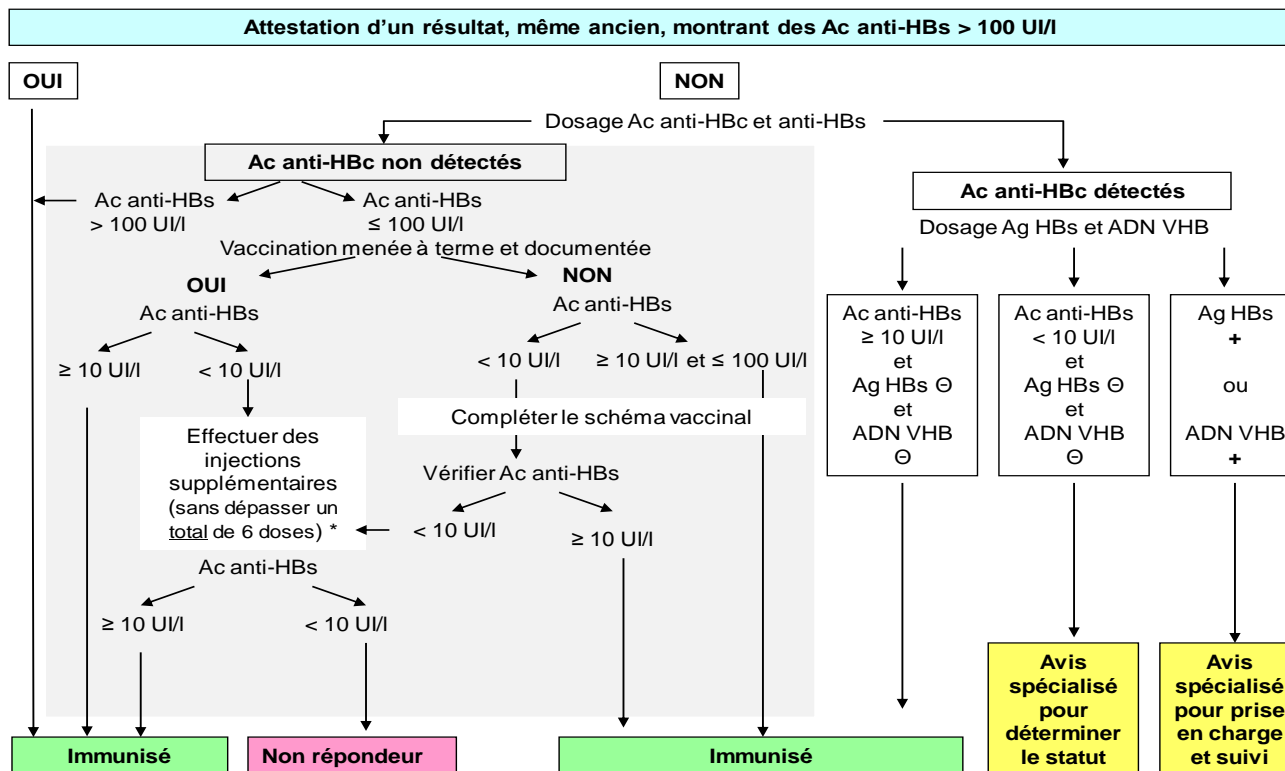 Attestation d'un résultat, même ancien, montrant des Ac anti-HBs > 100 UI/l
OUI
NON
Dosage Ac anti-HBc et anti-HBs
Ac anti-HBc non détectés
Ac anti-HBs
> 100 UI/l
Ac anti-HBs
≤ 100 UI/l
Vaccination menée à terme et documentée
OUI
Ac anti-HBs
≥ 10 UI/l
< 10 UI/l
NON
Ac anti-HBs
< 10 UI/l
≥ 10 UI/l et ≤ 100 UI/l
Effectuer des
injections
supplémentaires
(sans dépasser un
total de 6 doses) *
Compléter le schéma vaccinal
Vérifier Ac anti-HBs
< 10 UI/l
≥ 10 UI/l
Ac anti-HBs
≥ 10 UI/l
< 10 UI/l
Ac anti-HBc détectés
Dosage Ag HBs et ADN VHB
Ac anti-HBs
≥ 10 UI/l
et
Ag HBs Θ
et
ADN VHB
Θ
Ac anti-HBs
< 10 UI/l
et
Ag HBs Θ
et
ADN VHB
Θ
Ag HBs
+
ou
ADN VHB
+
Immunisé
Non répondeur
Immunisé
Avis
spécialisé
pour
déterminer
le statut
Avis
spécialisé
pour prise
en charge
et suivi